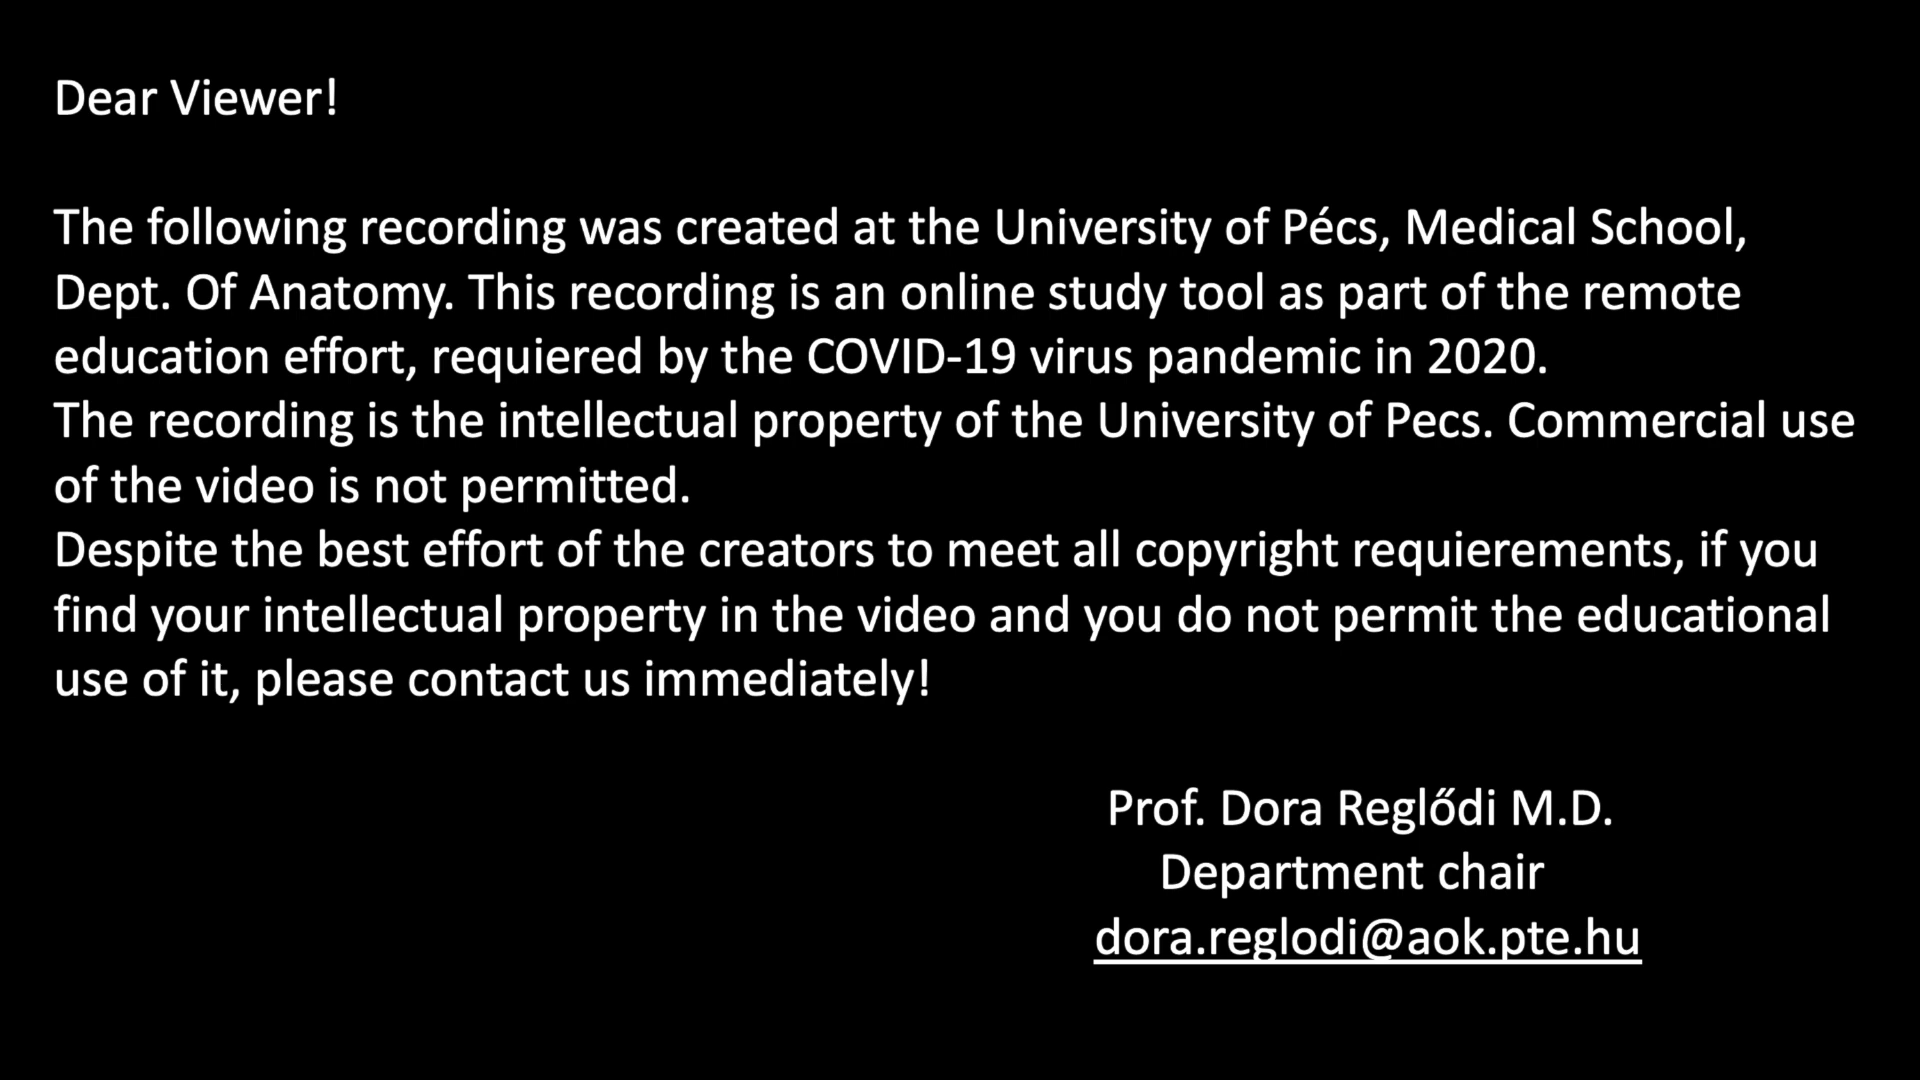 Dear Viewer!
The following recording was created at the University of Pécs, Medical School,
Dept. Of Anatomy. This recording is an online study tool as part of the remote
education effort, requiered by the COVID-19 virus pandemic in 2020.
The recording is the intellectual property of the University of Pecs. Commercial use
of the video is not permitted.
Despite the best effort of the creators to meet all copyright requierements, if you
find your intellectual property in the video and you do not permit the educational
use of it, please contact us immediately!
Prof. Dora Reglődi M.D.
Department chair
dora.reglodi@aok.pte.hu